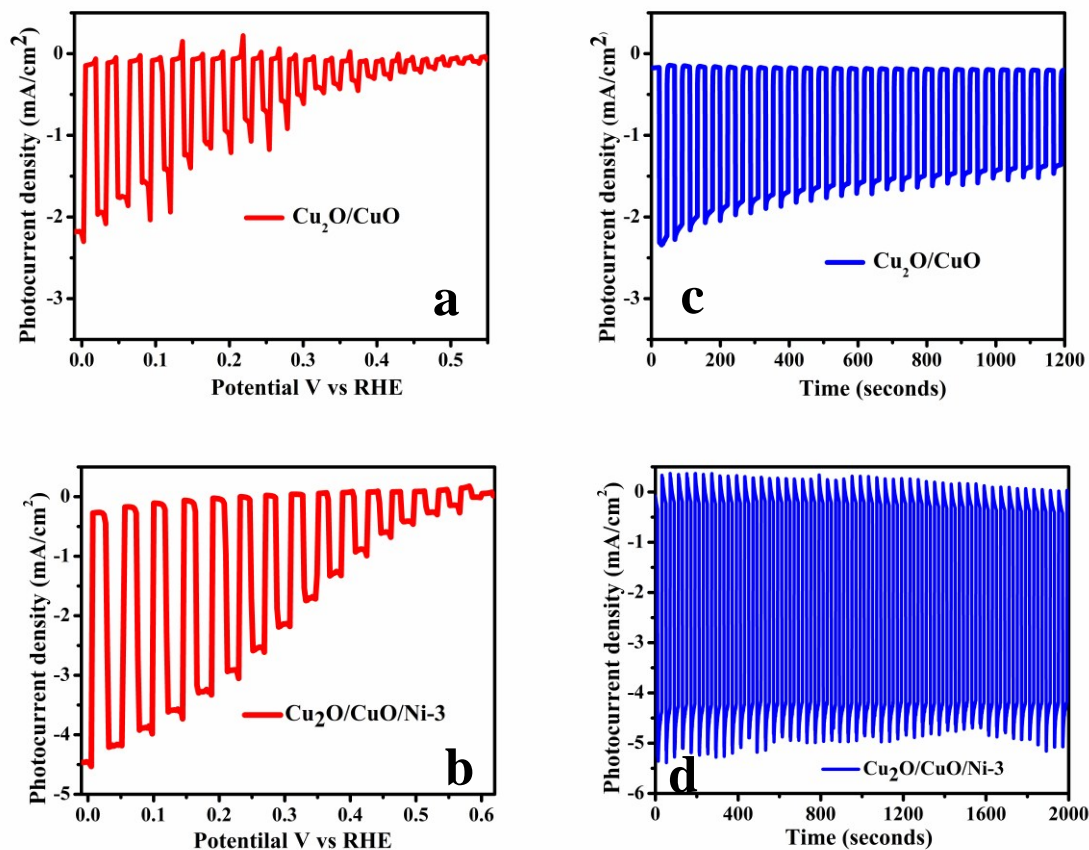 0
-1
-2
-3
Photocurrent density (mA/cm²)
Cu₂O/CuO
a
0.0 0.1 0.2 0.3 0.4 0.5
Potential V vs RHE
0
-1
-2
-3
Photocurrent density (mA/cm²)
Cu₂O/CuO
c
0 200 400 600 800 1000 1200
Time (seconds)
0
-1
-2
-3
-4
-5
Photocurrent density (mA/cm²)
Cu2O/CuO/Ni-3
b
0.0 0.1 0.2 0.3 0.4 0.5 0.6
Potentilal V vs RHE
0
-1
-2
-3
-4
-5
-6
Photocurrent density (mA/cm²)
Cu2O/CuO/Ni-3
d
0 400 800 1200 1600 2000
Time (seconds)